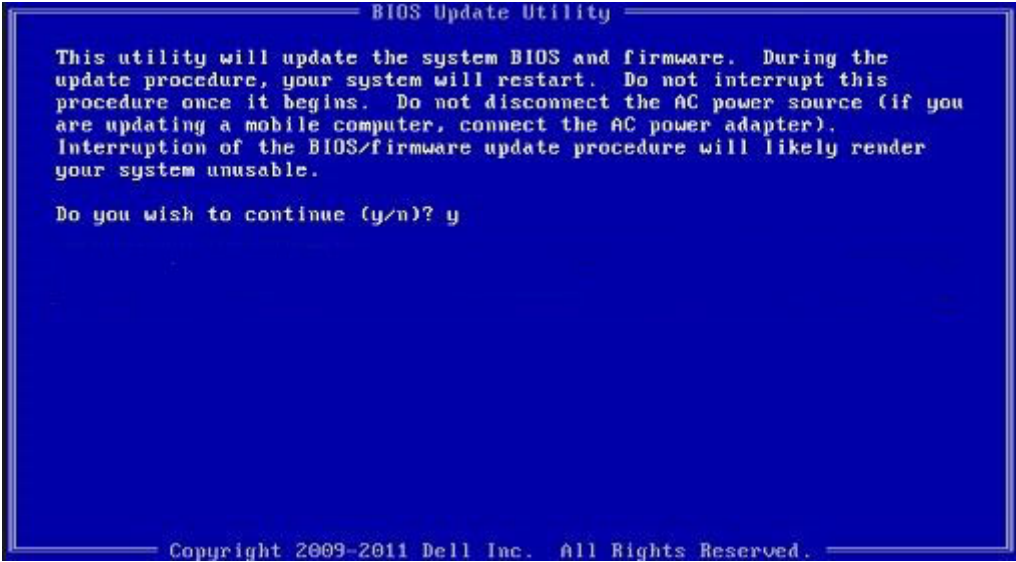 BIOS Update Utility
This utility will update the system BIOS and firmware.  During the
update procedure, your system will restart.  Do not interrupt this
procedure once it begins.  Do not disconnect the AC power source (if you
are updating a mobile computer, connect the AC power adapter).
Interruption of the BIOS/firmware update procedure will likely render
your system unusable.
Do you wish to continue (y/n)? y
Copyright 2009-2011 Dell Inc.  All Rights Reserved.